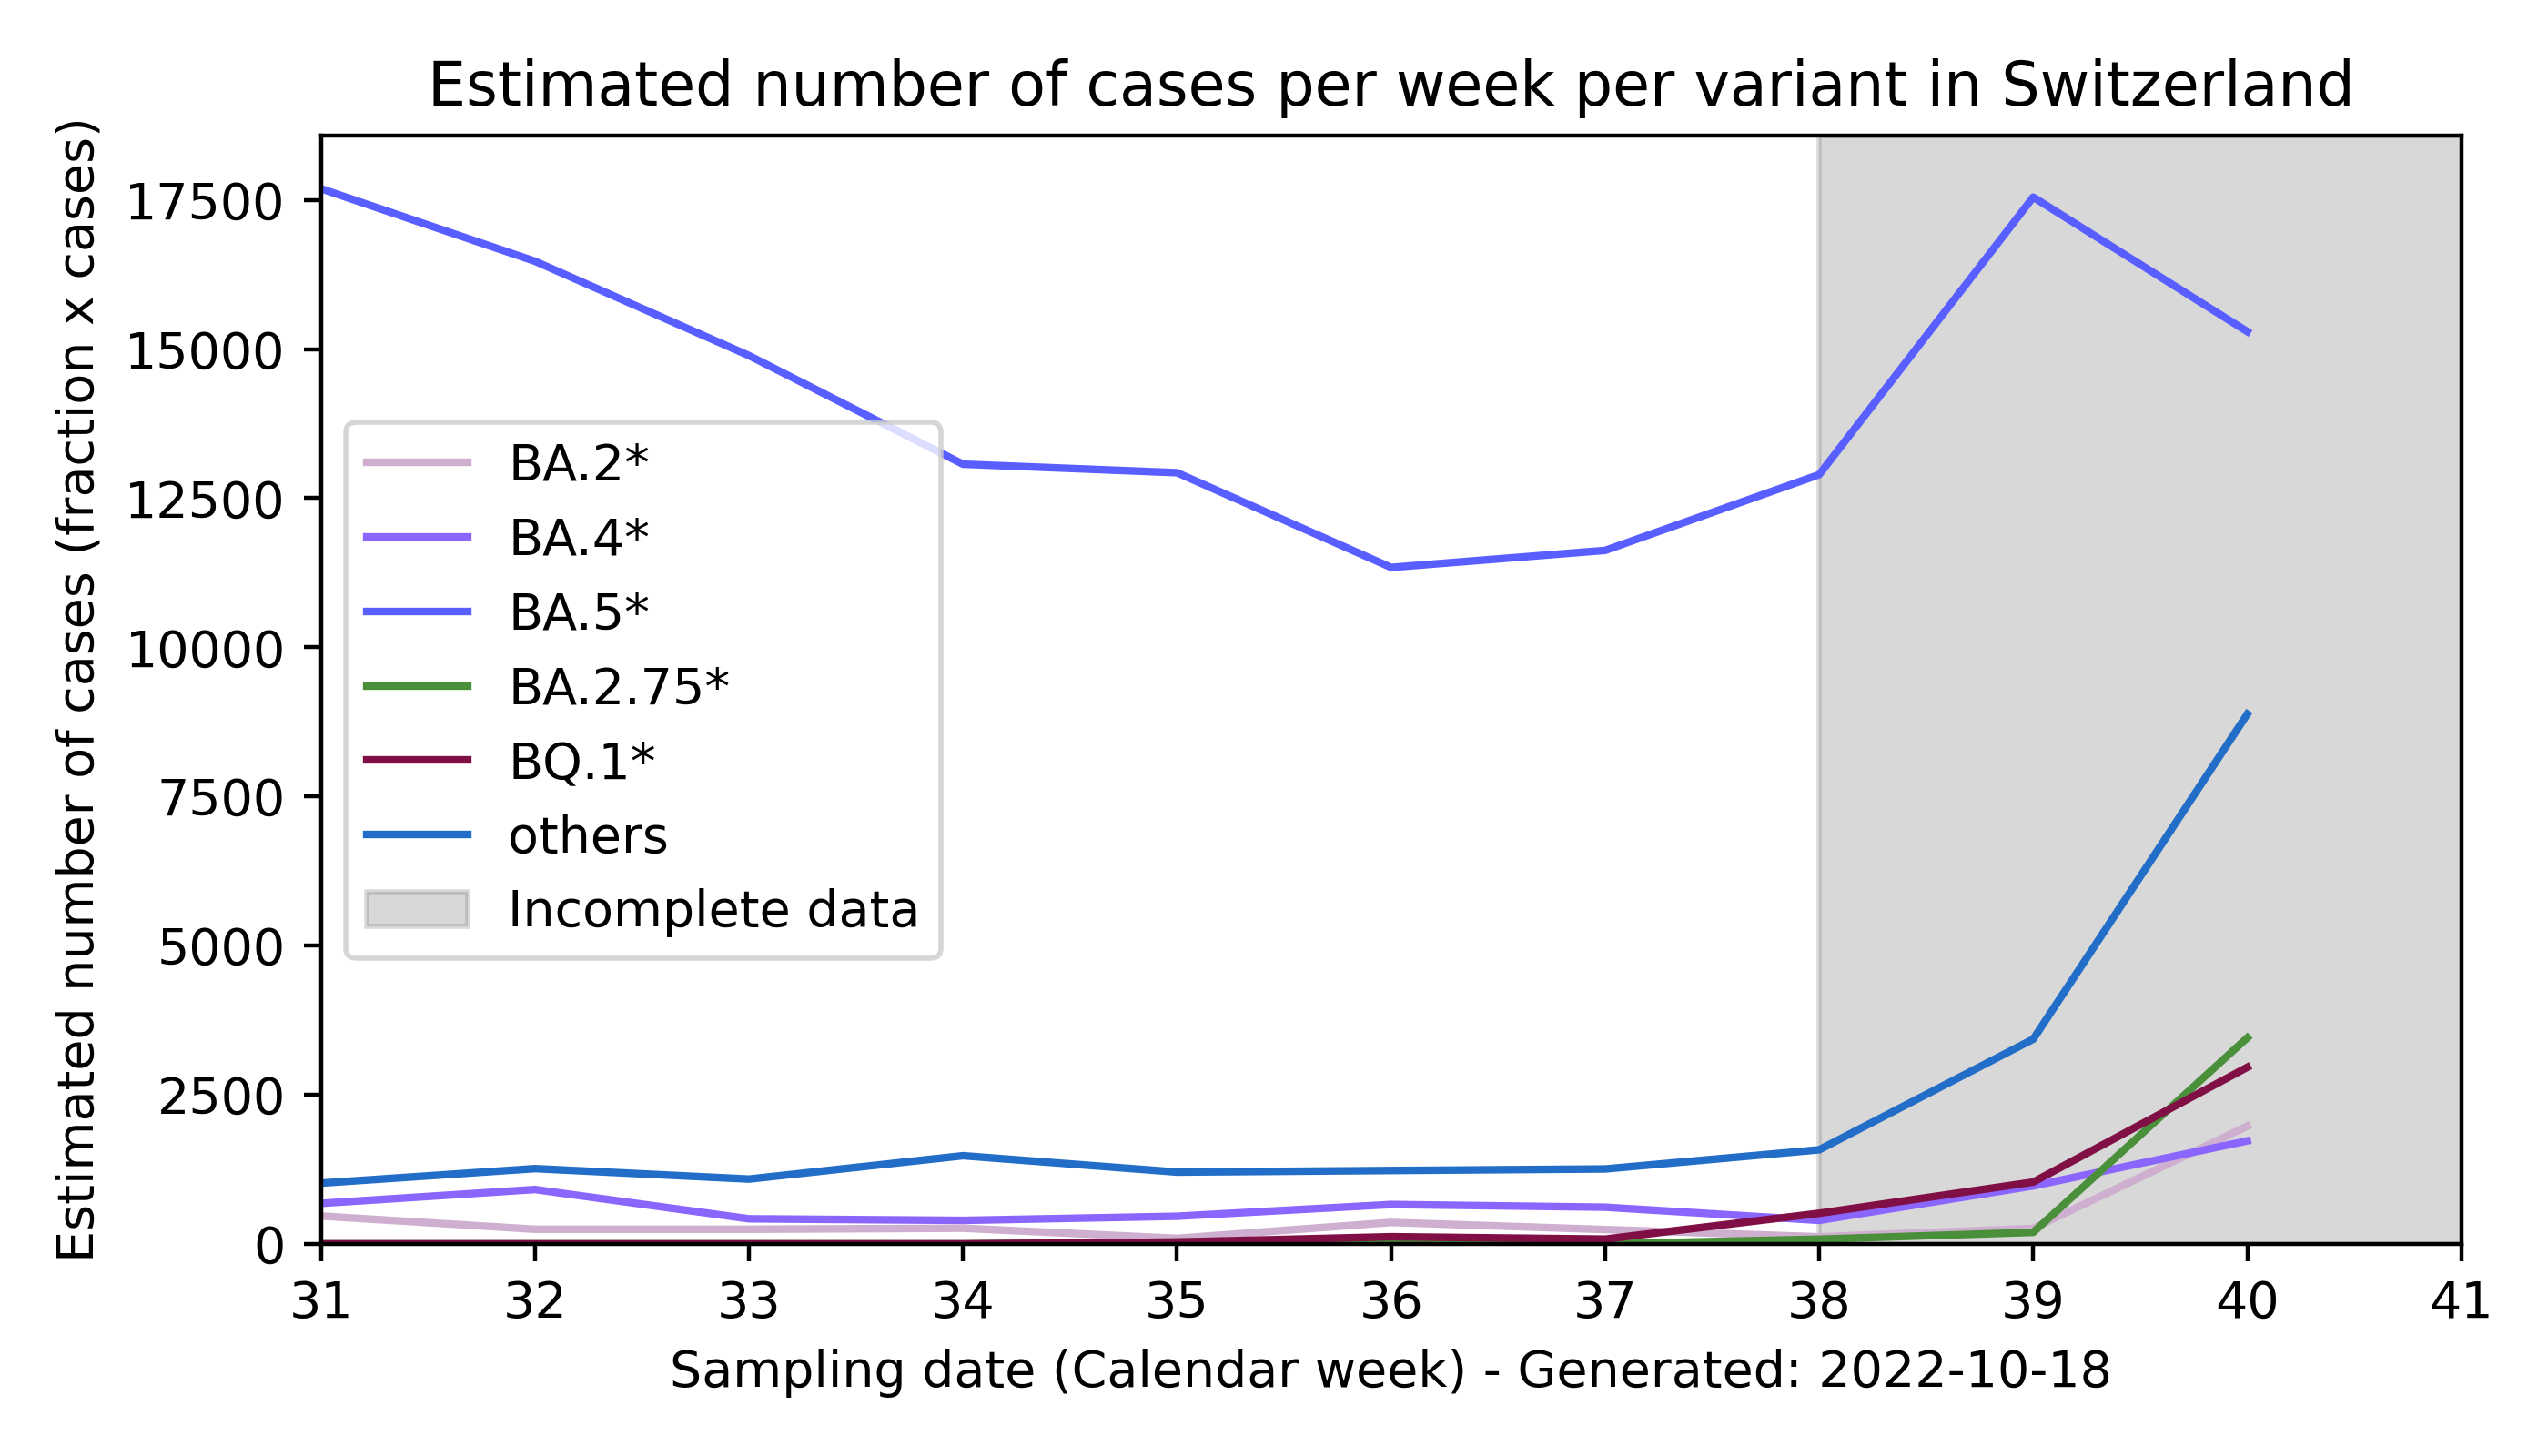 Estimated number of cases per week per variant in Switzerland
Estimated number of cases (fraction x cases)
17500
15000
12500
10000
7500
5000
2500
0
BA.2*
BA.4*
BA.5*
BA.2.75*
BQ.1*
others
Incomplete data
31 32 33 34 35 36 37 38 39 40 41
Sampling date (Calendar week) - Generated: 2022-10-18